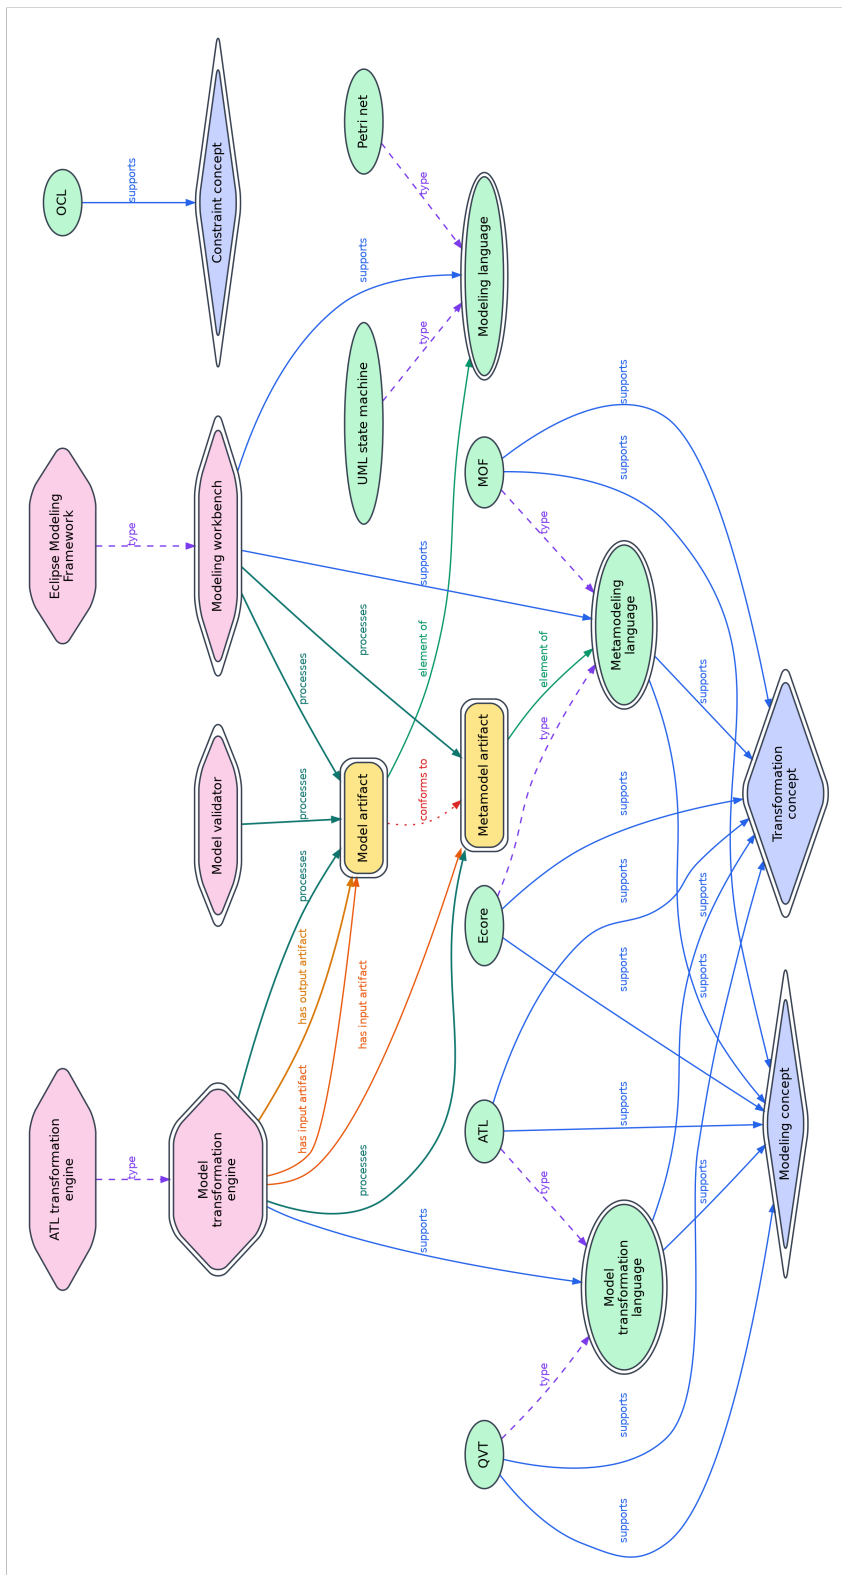 ATL transformation
engine
Eclipse Modeling
Framework
OCL
type
type
supports
Model
transformation
engine
Model validator
Modeling workbench
Constraint concept
has input artifact
has output artifact
processes
processes
processes
processes
has input artifact
Model artifact
processes
UML state machine
supports
Petri net
supports
conforms to
element of
supports
type
type
QVT
ATL
Ecore
Metamodel artifact
MOF
Modeling language
type
type
type
element of
type
supports
supports
Model
transformation
language
supports
supports
supports
supports
Metamodeling
language
supports
supports
supports
supports
supports
supports
Modeling concept
Transformation
concept